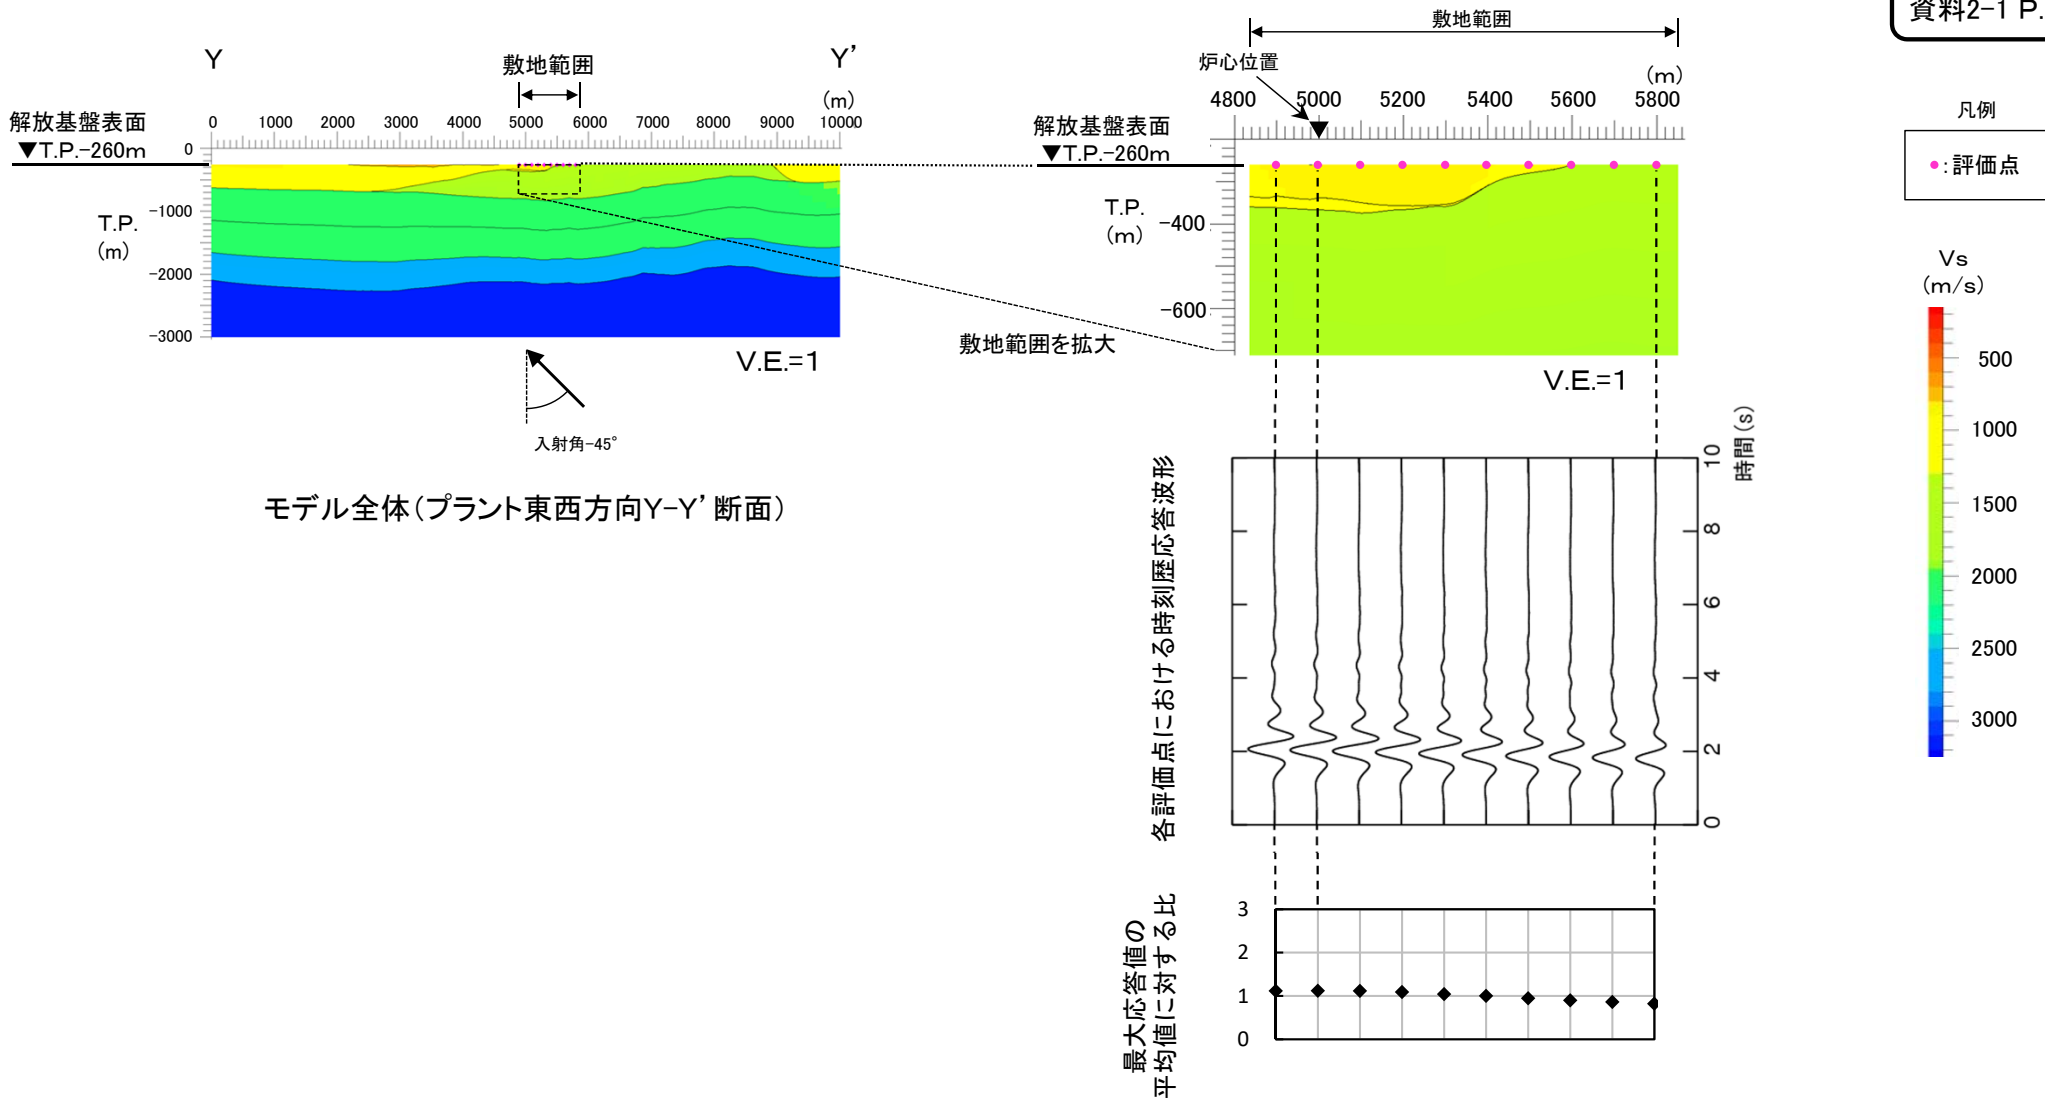 資料2-1 P.
Y
Y’
敷地範囲
(m)
0 1000 2000 3000 4000 5000 6000 7000 8000 9000 10000
解放基盤表面
▼T.P.-260m
0
-1000
-2000
-3000
T.P.
(m)
V.E.=1
入射角-45°
モデル全体(プラント東西方向Y-Y’断面)
敷地範囲
炉心位置
(m)
4800 5000 5200 5400 5600 5800
解放基盤表面
▼T.P.-260m
T.P.
(m)
-400
-600
敷地範囲を拡大
V.E.=1
凡例
●:評価点
Vs
(m/s)
500
1000
1500
2000
2500
3000
各評価点における時刻歴応答波形
時間(s)
0 2 4 6 8 10
最大応答値の
平均値に対する比
3
2
1
0